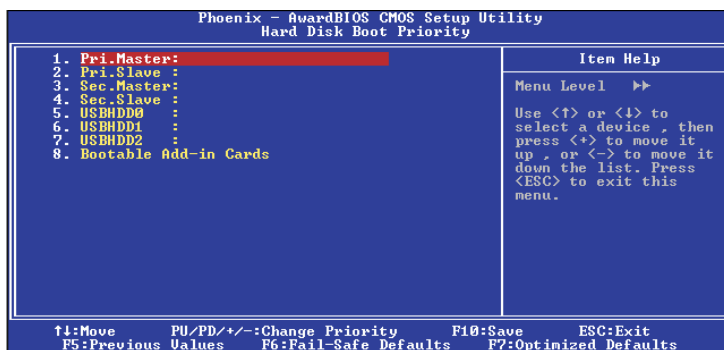 Phoenix - AwardBIOS CMOS Setup Utility
Hard Disk Boot Priority
1. Pri.Master:
2. Pri.Slave :
3. Sec.Master:
4. Sec.Slave :
5. USBHDD0 :
6. USBHDD1 :
7. USBHDD2 :
8. Bootable Add-in Cards
Item Help
Menu Level ▶▶
Use <↑> or <↓> to
select a device , then
press <+> to move it
up , or <-> to move it
down the list. Press
<ESC> to exit this
menu.
↑↓:Move PU/PD/+/-:Change Priority F10:Save ESC:Exit
F5:Previous Values F6:Fail-Safe Defaults F7:Optimized Defaults